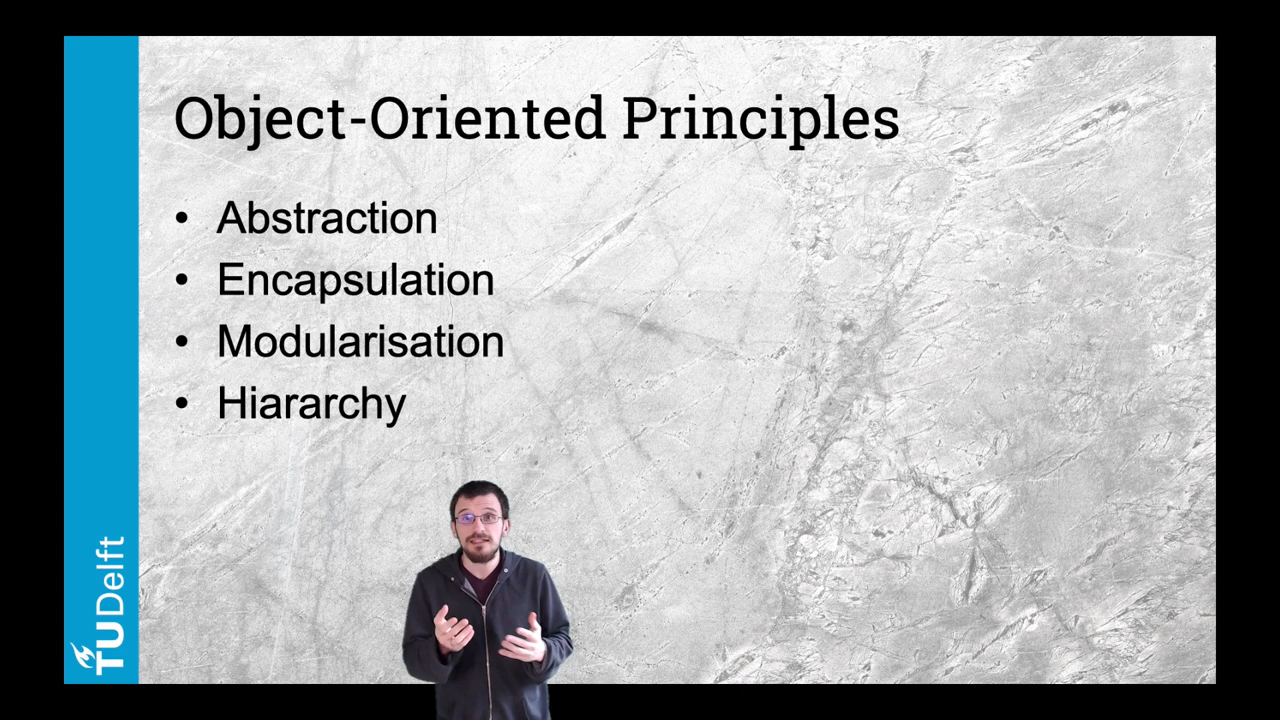 Object-Oriented Principles
• Abstraction
• Encapsulation
• Modularisation
• Hiararchy
TUDelft